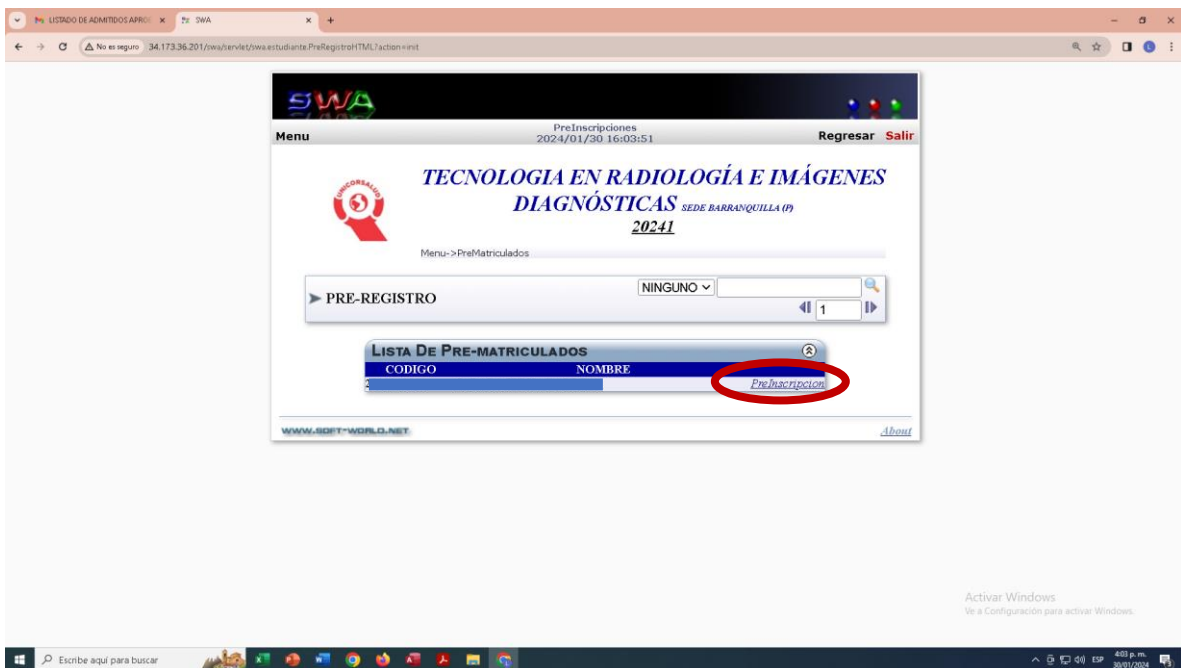 LISTADO DE ADMITIDOS APRO
SWA
No es seguro 34.173.36.201/swa/servlet/swa.estudiante.PreRegistroHTML?action=init
SWA
Menu
PreInscripciones
2024/01/30 16:03:51
Regresar Salir
UNICORSALUD
TECNOLOGIA EN RADIOLOGÍA E IMÁGENES
DIAGNÓSTICAS SEDE BARRANQUILLA (P)
20241
Menu->PreMatriculados
PRE-REGISTRO
NINGUNO
1
LISTA DE PRE-MATRICULADOS
CODIGO NOMBRE
2 PreInscripcion
WWW.SOFT-WORLD.NET
About
Activar Windows
Ve a Configuración para activar Windows.
Escribe aquí para buscar
ESP
4:03 p. m.
30/01/2024